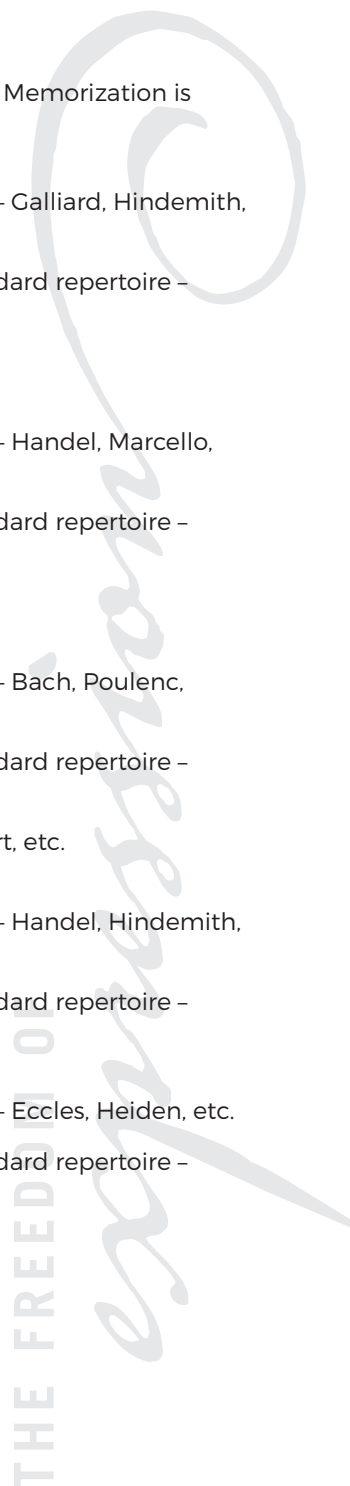 Memorization is
– Galliard, Hindemith,
dard repertoire –
– Handel, Marcello,
dard repertoire –
– Bach, Poulenc,
dard repertoire –
rt, etc.
– Handel, Hindemith,
dard repertoire –
– Eccles, Heiden, etc.
dard repertoire –
THE FREEDOM OF
expression